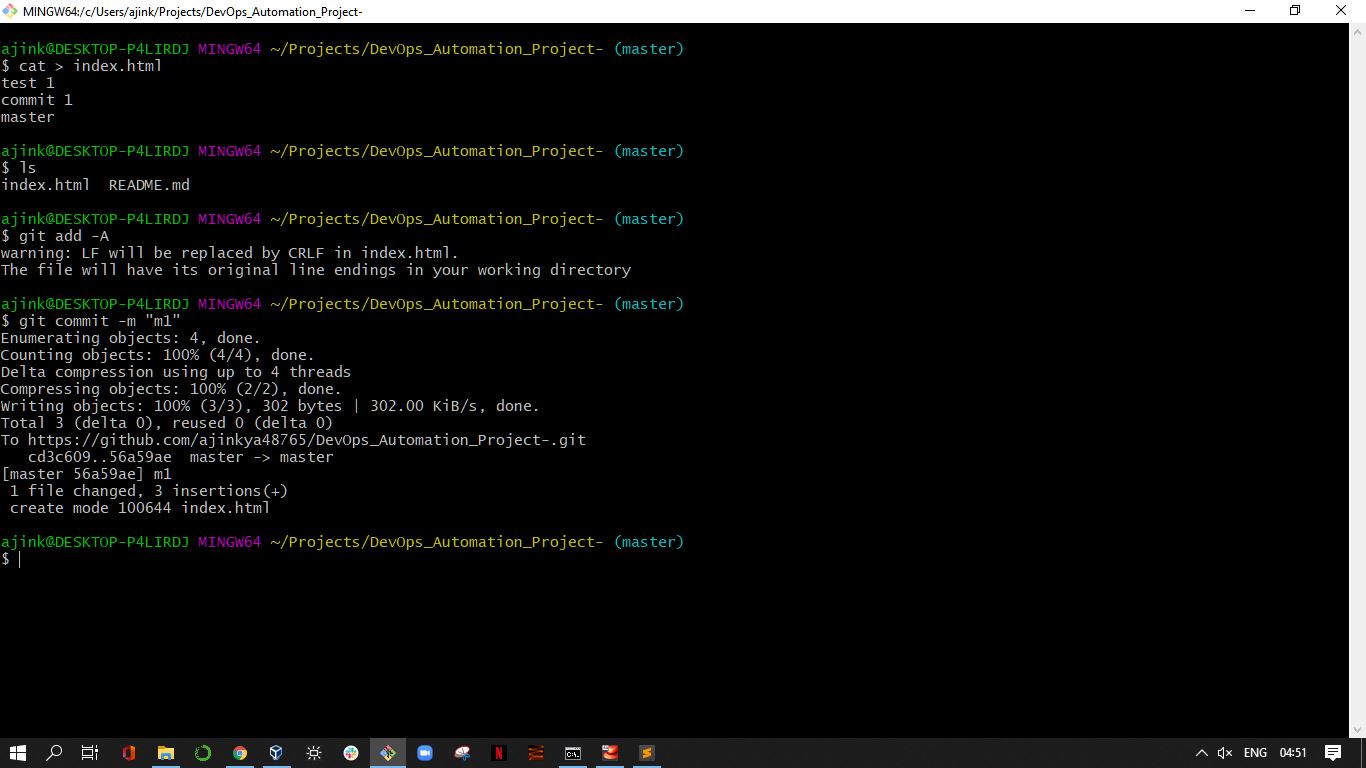 MINGW64:/c/Users/ajink/Projects/DevOps_Automation_Project-
ajink@DESKTOP-P4LIRDJ MINGW64 ~/Projects/DevOps_Automation_Project- (master)
$ cat > index.html
test 1
commit 1
master
ajink@DESKTOP-P4LIRDJ MINGW64 ~/Projects/DevOps_Automation_Project- (master)
$ ls
index.html  README.md
ajink@DESKTOP-P4LIRDJ MINGW64 ~/Projects/DevOps_Automation_Project- (master)
$ git add -A
warning: LF will be replaced by CRLF in index.html.
The file will have its original line endings in your working directory
ajink@DESKTOP-P4LIRDJ MINGW64 ~/Projects/DevOps_Automation_Project- (master)
$ git commit -m "m1"
Enumerating objects: 4, done.
Counting objects: 100% (4/4), done.
Delta compression using up to 4 threads
Compressing objects: 100% (2/2), done.
Writing objects: 100% (3/3), 302 bytes | 302.00 KiB/s, done.
Total 3 (delta 0), reused 0 (delta 0)
To https://github.com/ajinkya48765/DevOps_Automation_Project-.git
   cd3c609..56a59ae  master -> master
[master 56a59ae] m1
 1 file changed, 3 insertions(+)
 create mode 100644 index.html
ajink@DESKTOP-P4LIRDJ MINGW64 ~/Projects/DevOps_Automation_Project- (master)
$
ENG 04:51